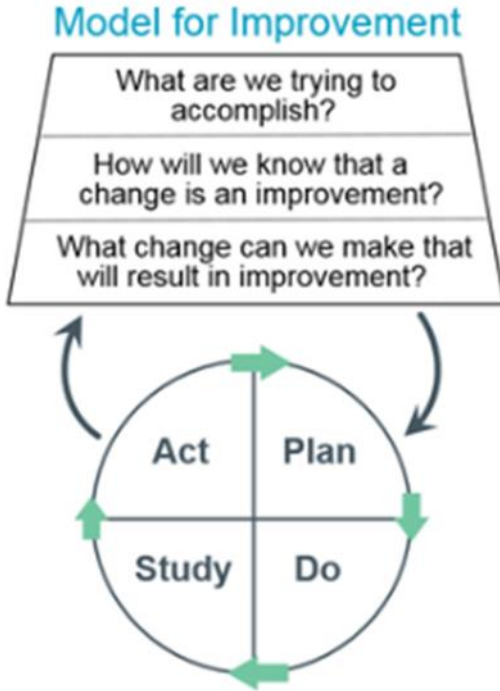 Model for Improvement
What are we trying to
accomplish?
How will we know that a
change is an improvement?
What change can we make that
will result in improvement?
Act
Plan
Study
Do